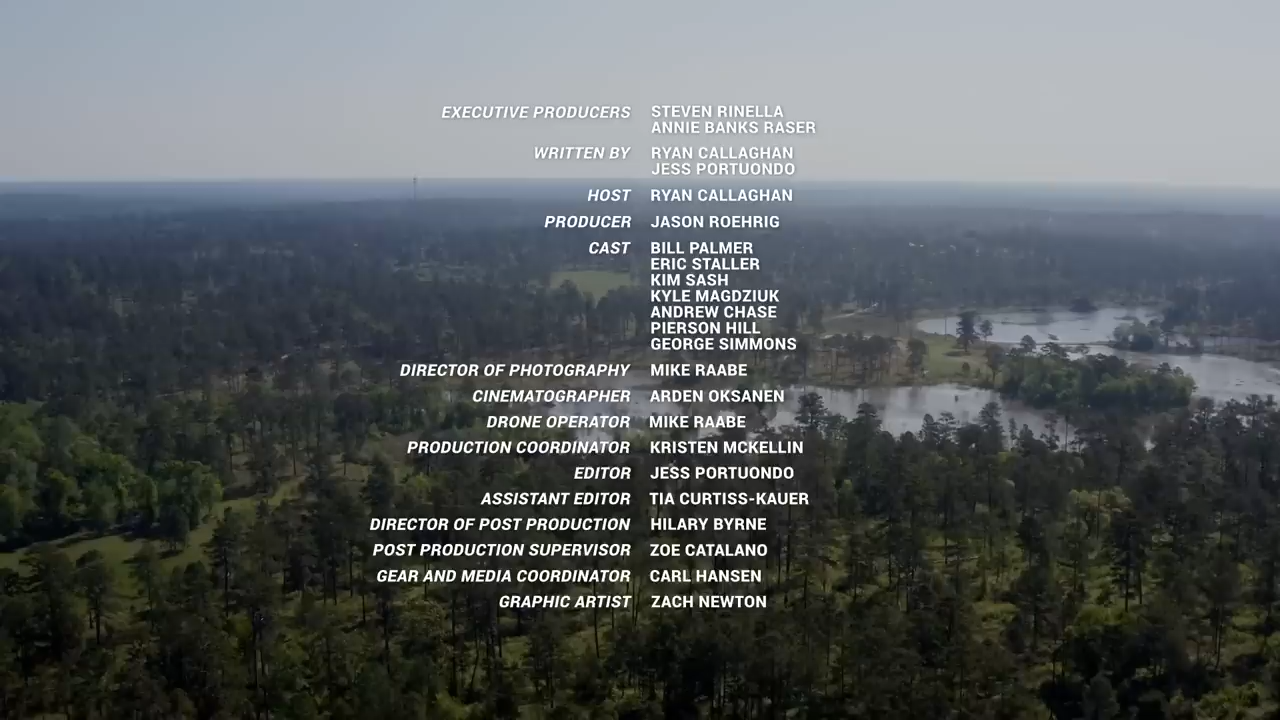 EXECUTIVE PRODUCERS STEVEN RINELLA
ANNIE BANKS RASER
WRITTEN BY RYAN CALLAGHAN
JESS PORTUONDO
HOST RYAN CALLAGHAN
PRODUCER JASON ROEHRIG
CAST BILL PALMER
ERIC STALLER
KIM SASH
KYLE MAGDZIUK
ANDREW CHASE
PIERSON HILL
GEORGE SIMMONS
DIRECTOR OF PHOTOGRAPHY MIKE RAABE
CINEMATOGRAPHER ARDEN OKSANEN
DRONE OPERATOR MIKE RAABE
PRODUCTION COORDINATOR KRISTEN MCKELLIN
EDITOR JESS PORTUONDO
ASSISTANT EDITOR TIA CURTISS-KAUER
DIRECTOR OF POST PRODUCTION HILARY BYRNE
POST PRODUCTION SUPERVISOR ZOE CATALANO
GEAR AND MEDIA COORDINATOR CARL HANSEN
GRAPHIC ARTIST ZACH NEWTON